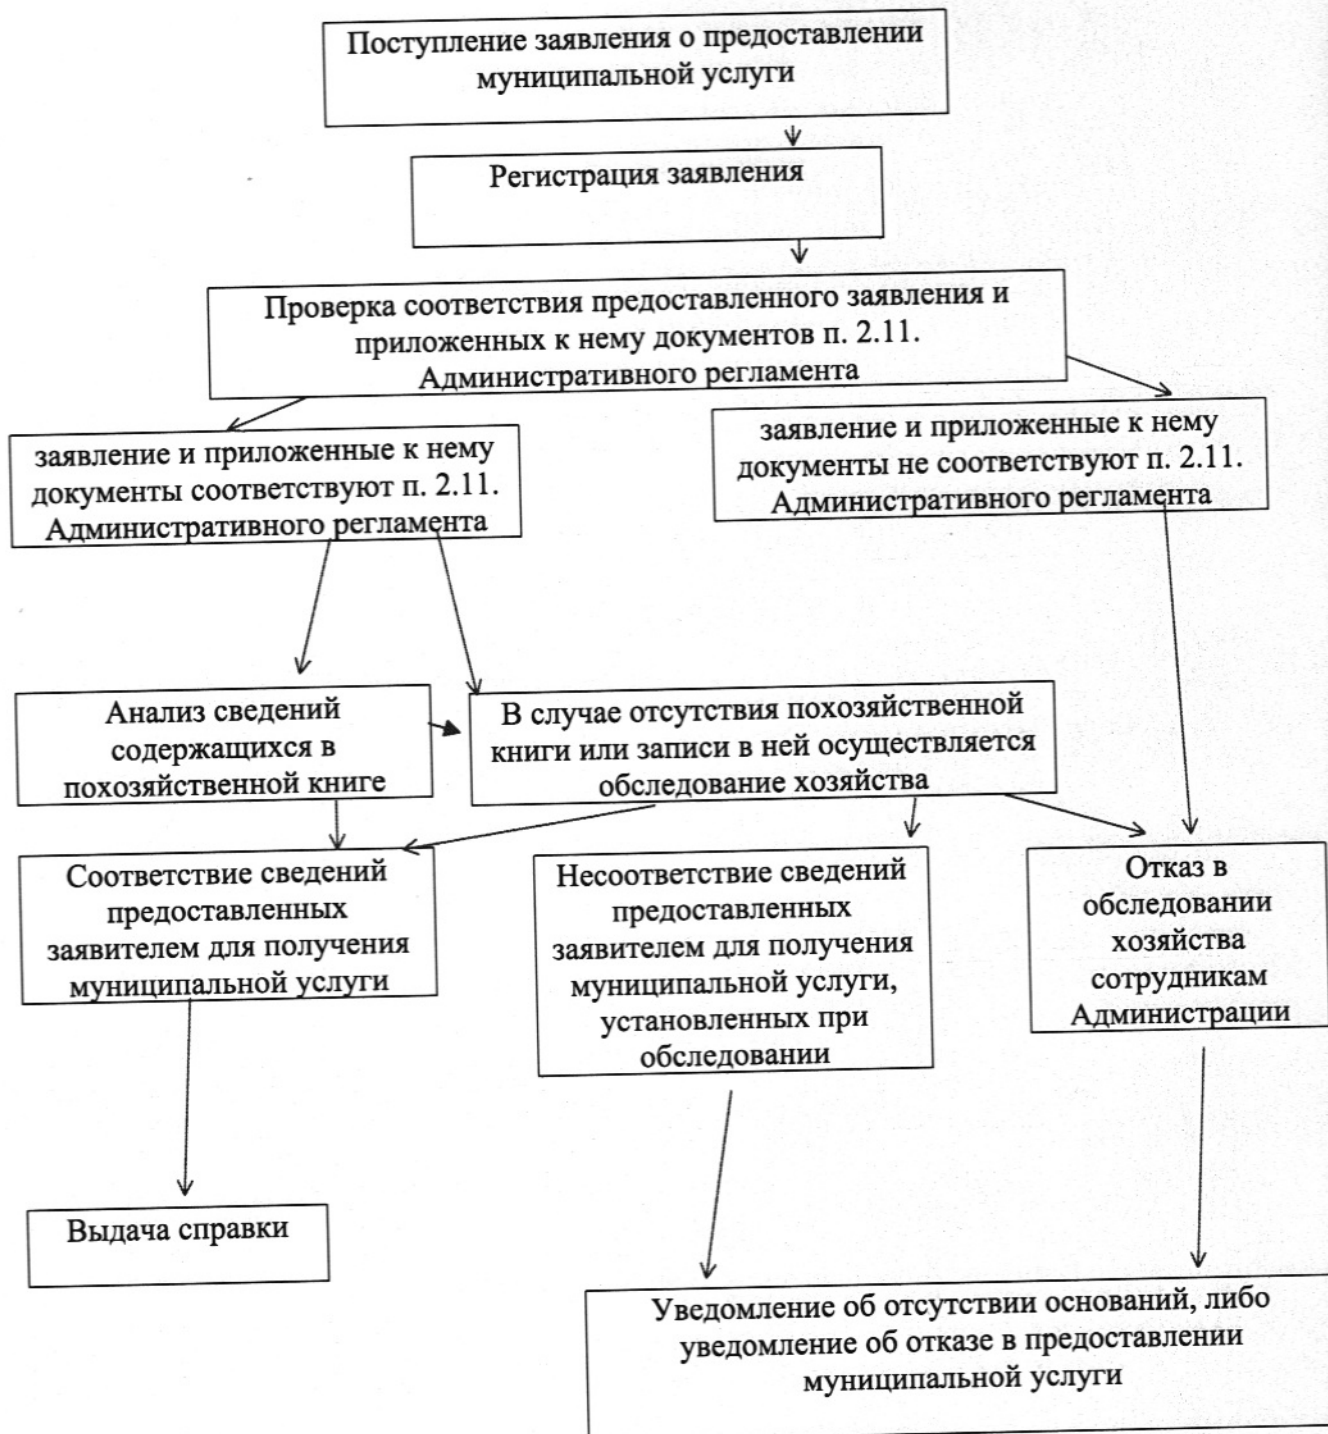 Поступление заявления о предоставлении
муниципальной услуги
Регистрация заявления
Проверка соответствия предоставленного заявления и
приложенных к нему документов п. 2.11.
Административного регламента
заявление и приложенные к нему
документы соответствуют п. 2.11.
Административного регламента
заявление и приложенные к нему
документы не соответствуют п. 2.11.
Административного регламента
Анализ сведений
содержащихся в
похозяйственной книге
В случае отсутствия похозяйственной
книги или записи в ней осуществляется
обследование хозяйства
Соответствие сведений
предоставленных
заявителем для получения
муниципальной услуги
Несоответствие сведений
предоставленных
заявителем для получения
муниципальной услуги,
установленных при
обследовании
Отказ в
обследовании
хозяйства
сотрудникам
Администрации
Выдача справки
Уведомление об отсутствии оснований, либо
уведомление об отказе в предоставлении
муниципальной услуги